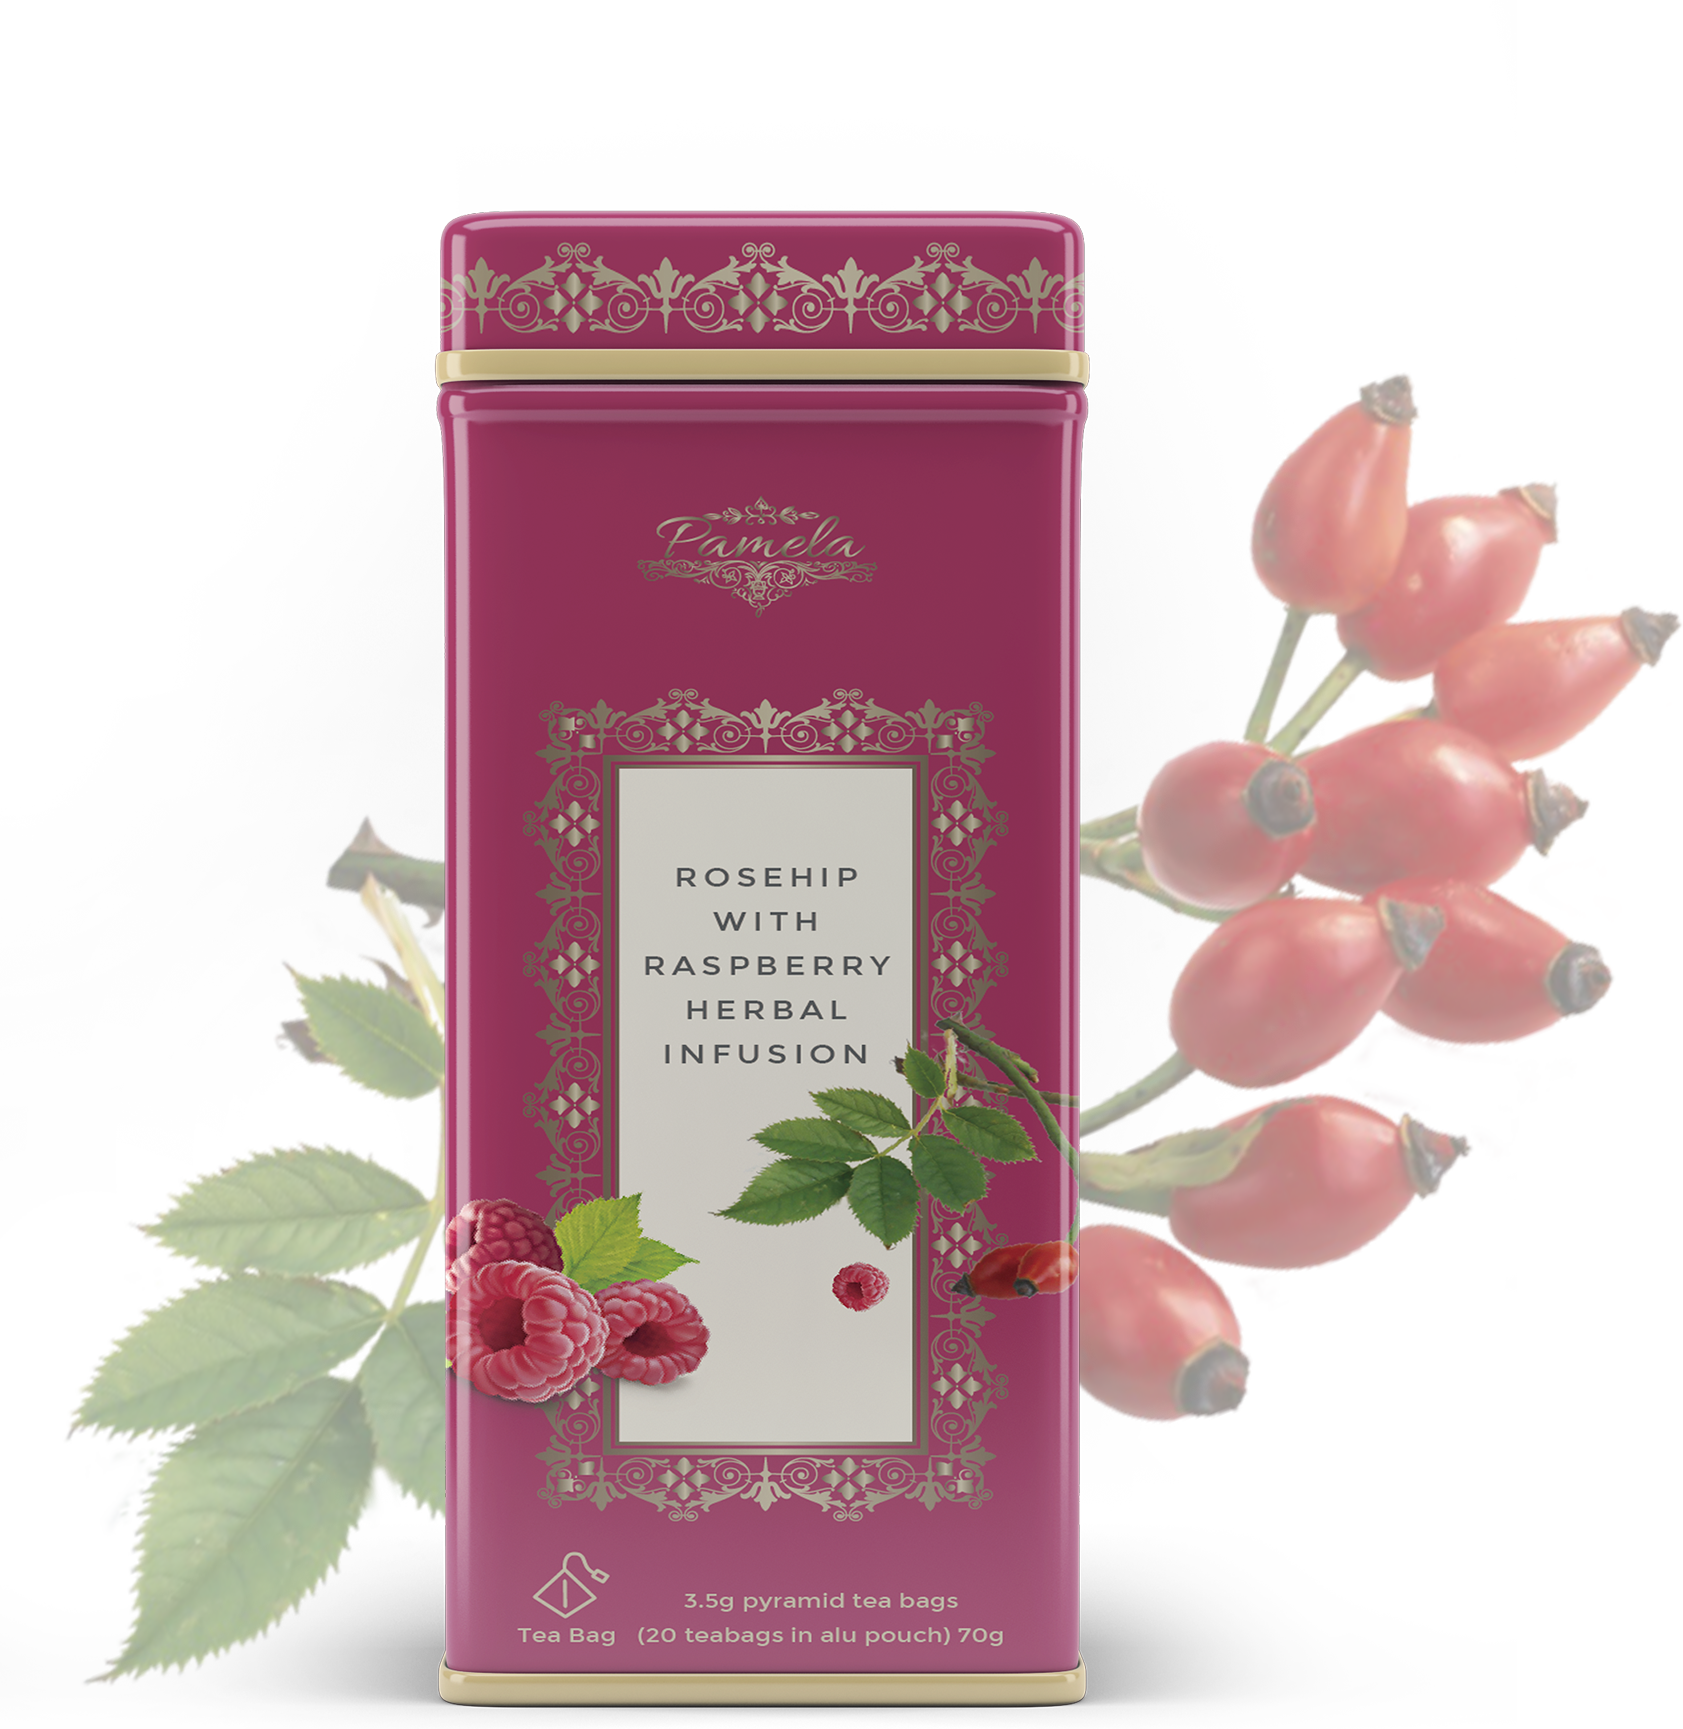 Pamela
ROSEHIP
WITH
RASPBERRY
HERBAL
INFUSION
3.5g pyramid tea bags
Tea Bag (20 teabags in alu pouch) 70g